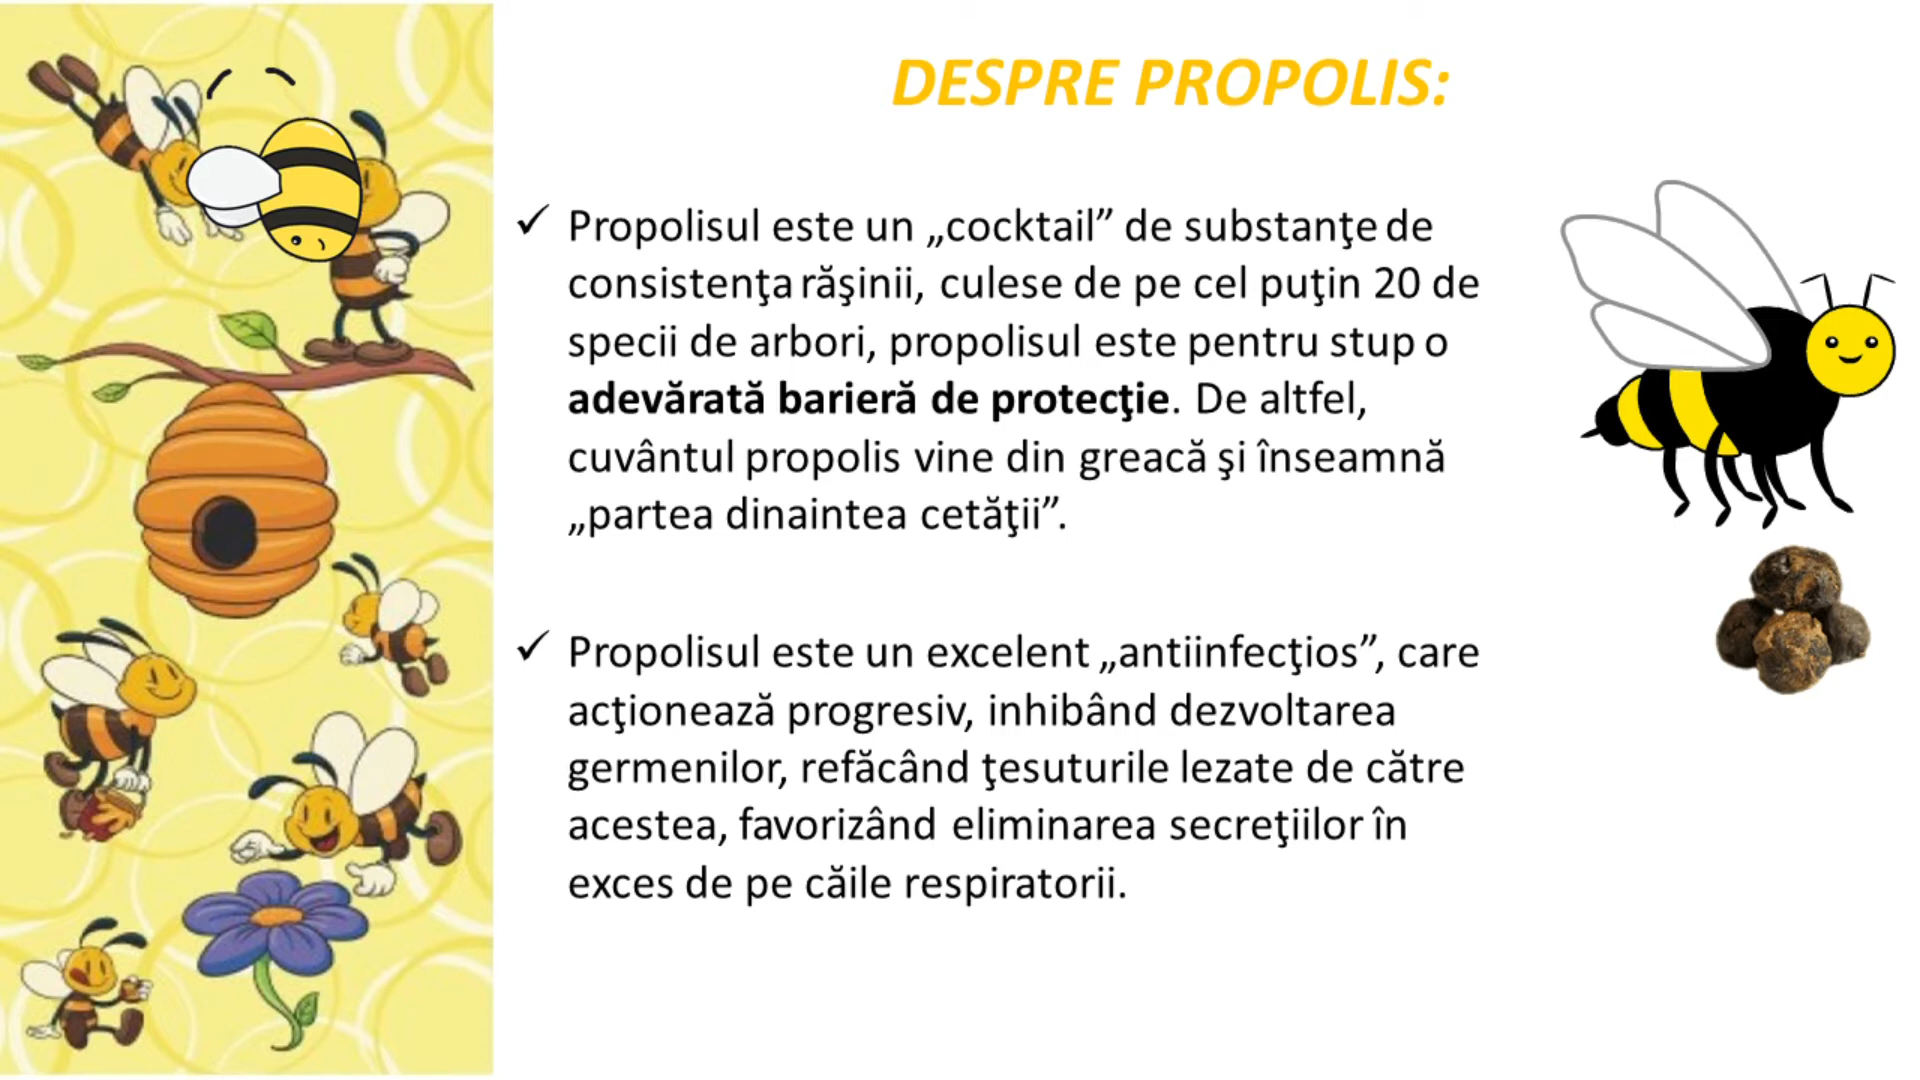 DESPRE PROPOLIS:
✓ Propolisul este un „cocktail” de substanţe de
consistenţa răşinii, culese de pe cel puţin 20 de
specii de arbori, propolisul este pentru stup o
adevărată barieră de protecţie. De altfel,
cuvântul propolis vine din greacă şi înseamnă
„partea dinaintea cetăţii”.
✓ Propolisul este un excelent „antiinfecţios”, care
acţionează progresiv, inhibând dezvoltarea
germenilor, refăcând ţesuturile lezate de către
acestea, favorizând eliminarea secreţiilor în
exces de pe căile respiratorii.